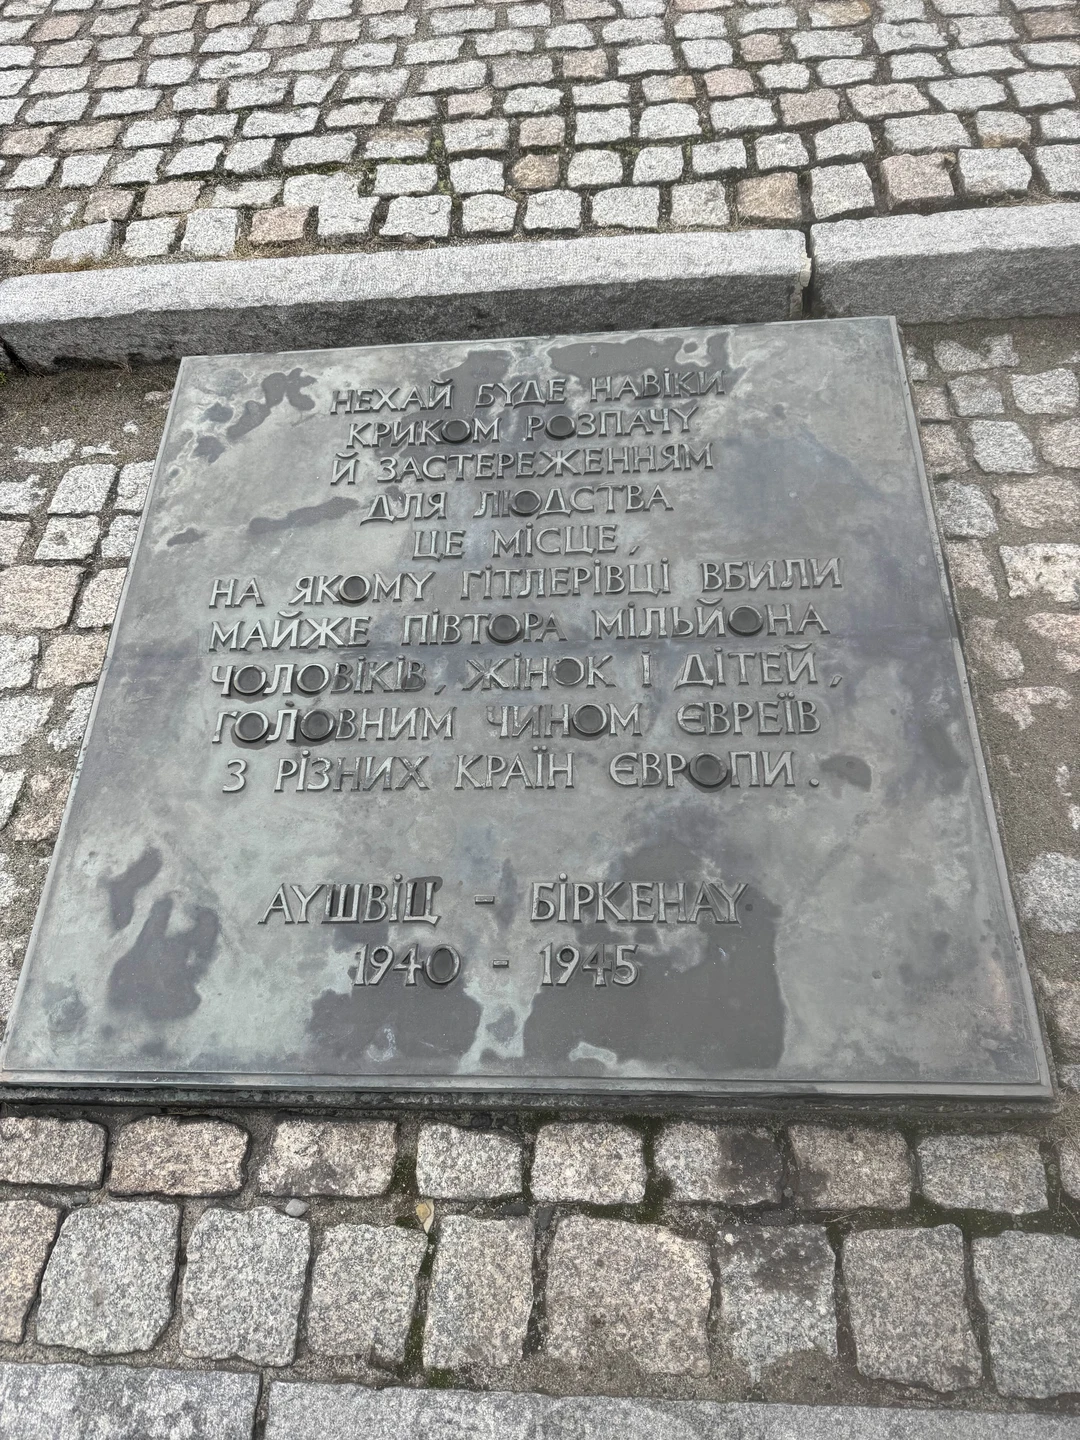 НЕХАЙ БУДЕ НАВІКИ
КРИКОМ РОЗПАЧУ
Й ЗАСТЕРЕЖЕННЯМ
ДЛЯ ЛЮДСТВА
ЦЕ МІСЦЕ,
НА ЯКОМУ ГІТЛЕРІВЦІ ВБИЛИ
МАЙЖЕ ПІВТОРА МІЛЬЙОНА
ЧОЛОВІКІВ, ЖІНОК І ДІТЕЙ,
ГОЛОВНИМ ЧИНОМ ЄВРЕЇВ
З РІЗНИХ КРАЇН ЄВРОПИ.
АУШВІЦ - БІРКЕНАУ
1940 - 1945